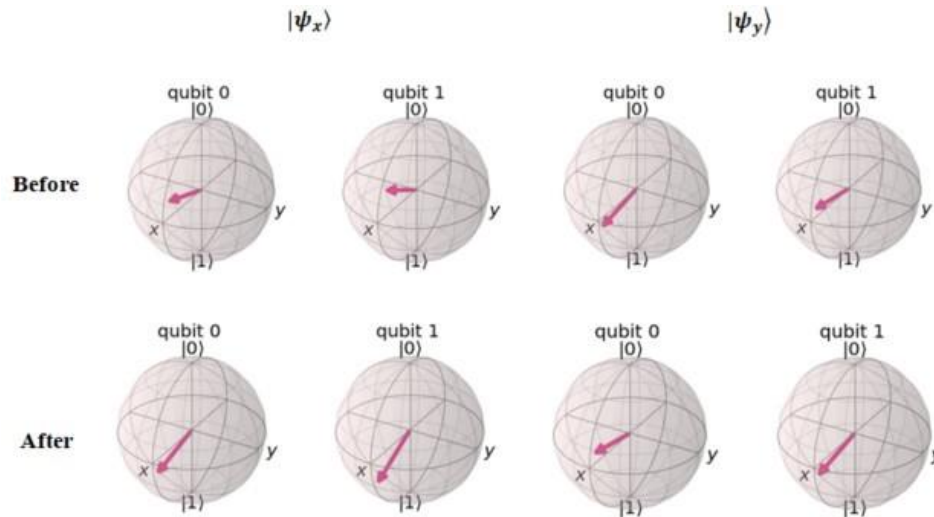 |ψx⟩ |ψy⟩
qubit 0 qubit 1 qubit 0 qubit 1
|0⟩ |0⟩ |0⟩ |0⟩
Before
y y y y
x x x x
|1⟩ |1⟩ |1⟩ |1⟩
qubit 0 qubit 1 qubit 0 qubit 1
|0⟩ |0⟩ |0⟩ |0⟩
After
y y y y
x x x x
|1⟩ |1⟩ |1⟩ |1⟩